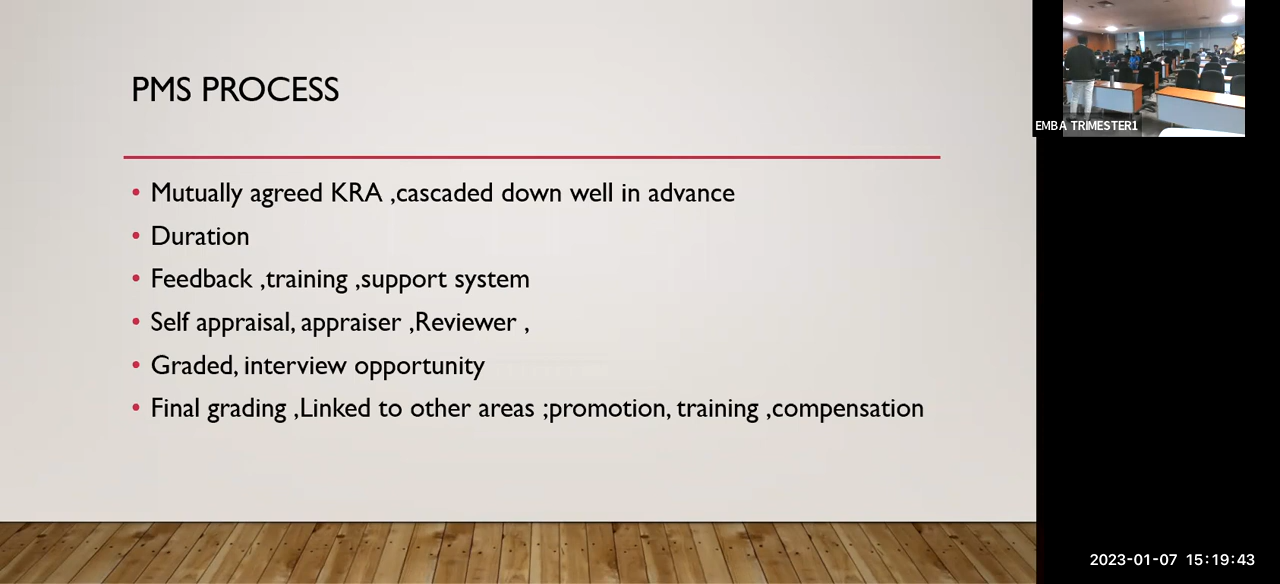 PMS PROCESS
• Mutually agreed KRA ,cascaded down well in advance
• Duration
• Feedback ,training ,support system
• Self appraisal, appraiser ,Reviewer ,
• Graded, interview opportunity
• Final grading ,Linked to other areas ;promotion, training ,compensation
EMBA TRIMESTER1
2023-01-07 15:19:43